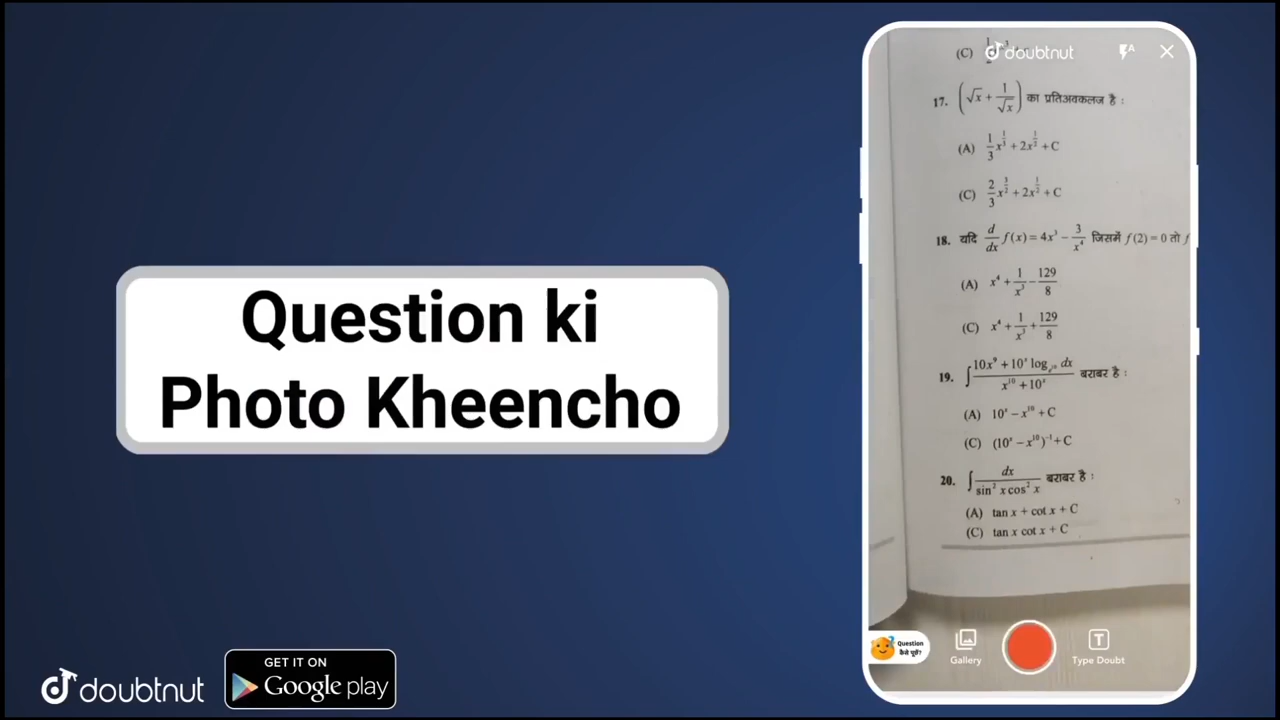 Question ki
Photo Kheencho
doubtnut
GET IT ON
Google play
doubtnut
(C)
17. (√x + 1/√x) का प्रतिअवकलज है :
(A) 1/3 x^(1/3) + 2x^(1/2) + C
(C) 2/3 x^(3/2) + 2x^(1/2) + C
18. यदि d/dx f(x) = 4x³ − 3/x⁴ जिसमें f(2) = 0 तो f
(A) x⁴ + 1/x³ − 129/8
(C) x⁴ + 1/x³ + 129/8
19. ∫ (10x⁹ + 10ˣ log dx)/(x¹⁰ + 10ˣ) बराबर है :
(A) 10ˣ − x¹⁰ + C
(C) (10ˣ − x¹⁰)⁻¹ + C
20. ∫ dx/(sin² x cos² x) बराबर है :
(A) tan x + cot x + C
(C) tan x cot x + C
Question
कैसे पूछें?
Gallery
T
Type Doubt